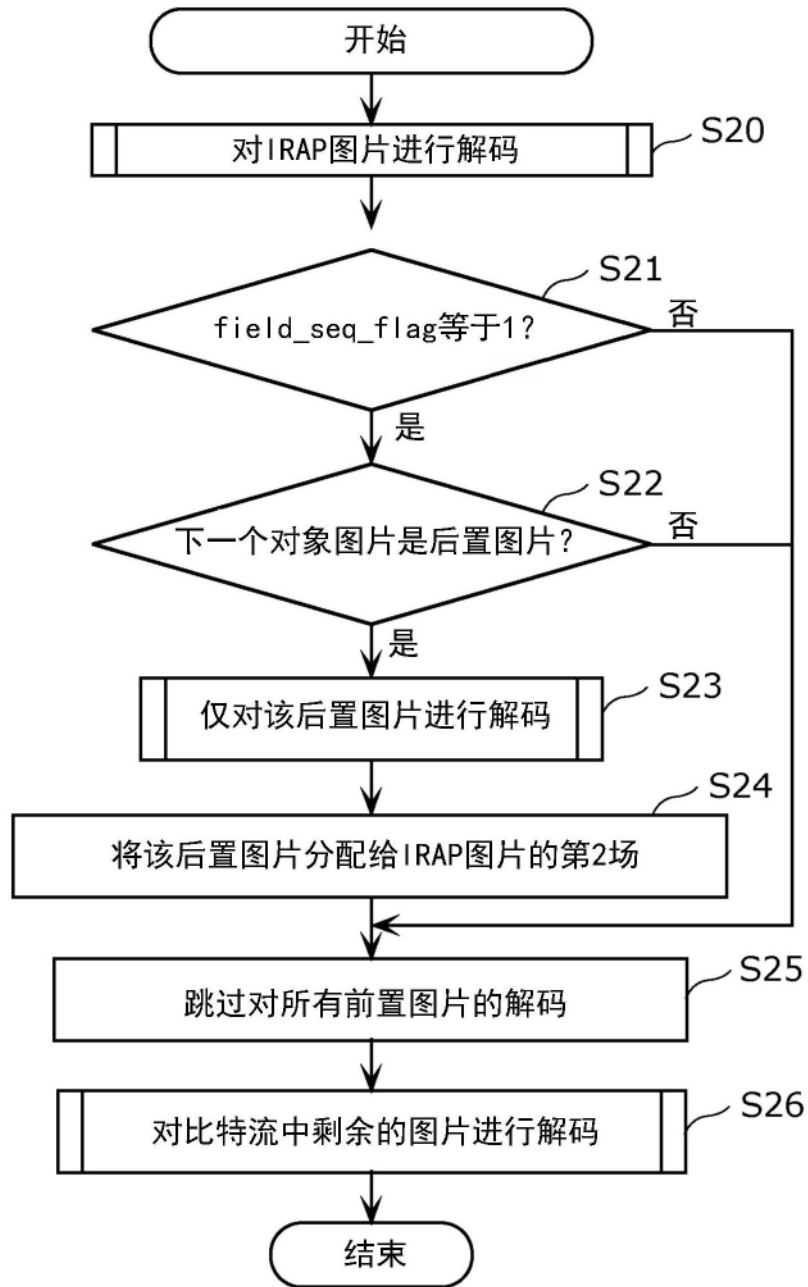 开始
对IRAP图片进行解码
S20
S21
field_seq_flag等于1?
否
是
S22
下一个对象图片是后置图片?
否
是
S23
仅对该后置图片进行解码
S24
将该后置图片分配给IRAP图片的第2场
S25
跳过对所有前置图片的解码
S26
对比特流中剩余的图片进行解码
结束